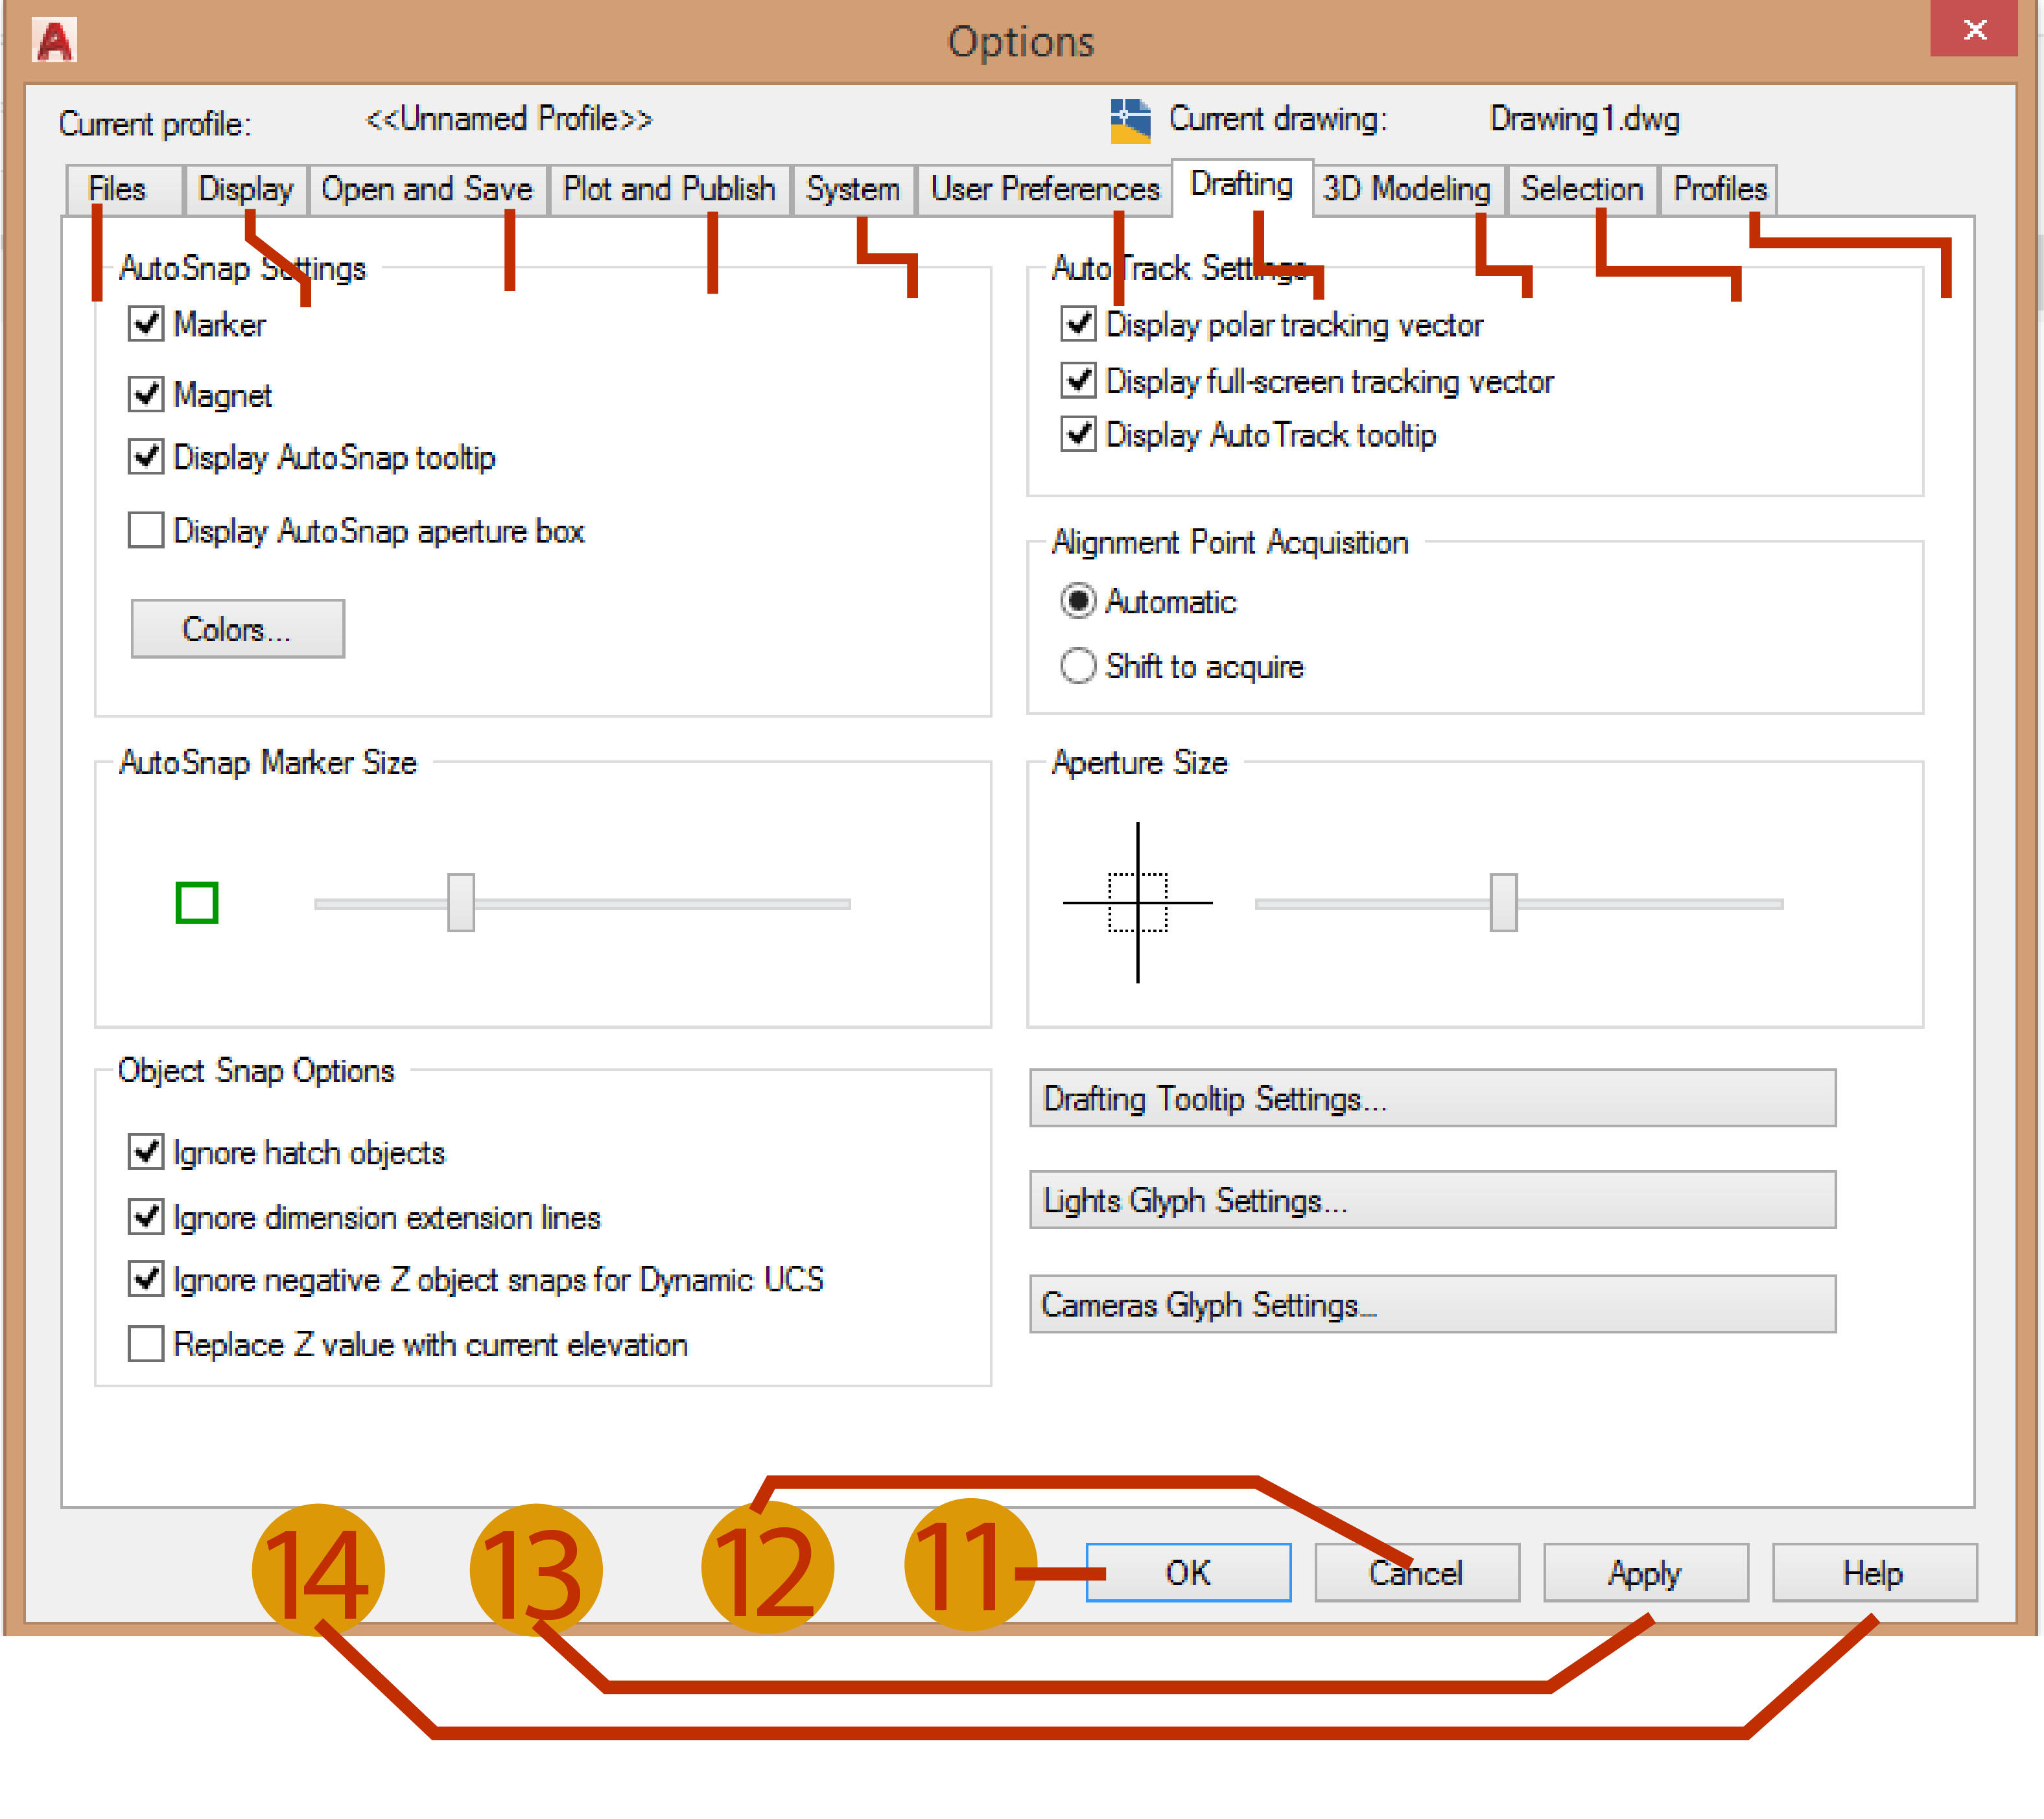 Options
Current profile: <<Unnamed Profile>> Current drawing: Drawing1.dwg
Files Display Open and Save Plot and Publish System User Preferences Drafting 3D Modeling Selection Profiles
AutoSnap Settings
Marker
Magnet
Display AutoSnap tooltip
Display AutoSnap aperture box
Colors...
AutoTrack Settings
Display polar tracking vector
Display full-screen tracking vector
Display AutoTrack tooltip
Alignment Point Acquisition
Automatic
Shift to acquire
AutoSnap Marker Size
Aperture Size
Object Snap Options
Ignore hatch objects
Ignore dimension extension lines
Ignore negative Z object snaps for Dynamic UCS
Replace Z value with current elevation
Drafting Tooltip Settings...
Lights Glyph Settings...
Cameras Glyph Settings...
14 13 12 11 OK Cancel Apply Help